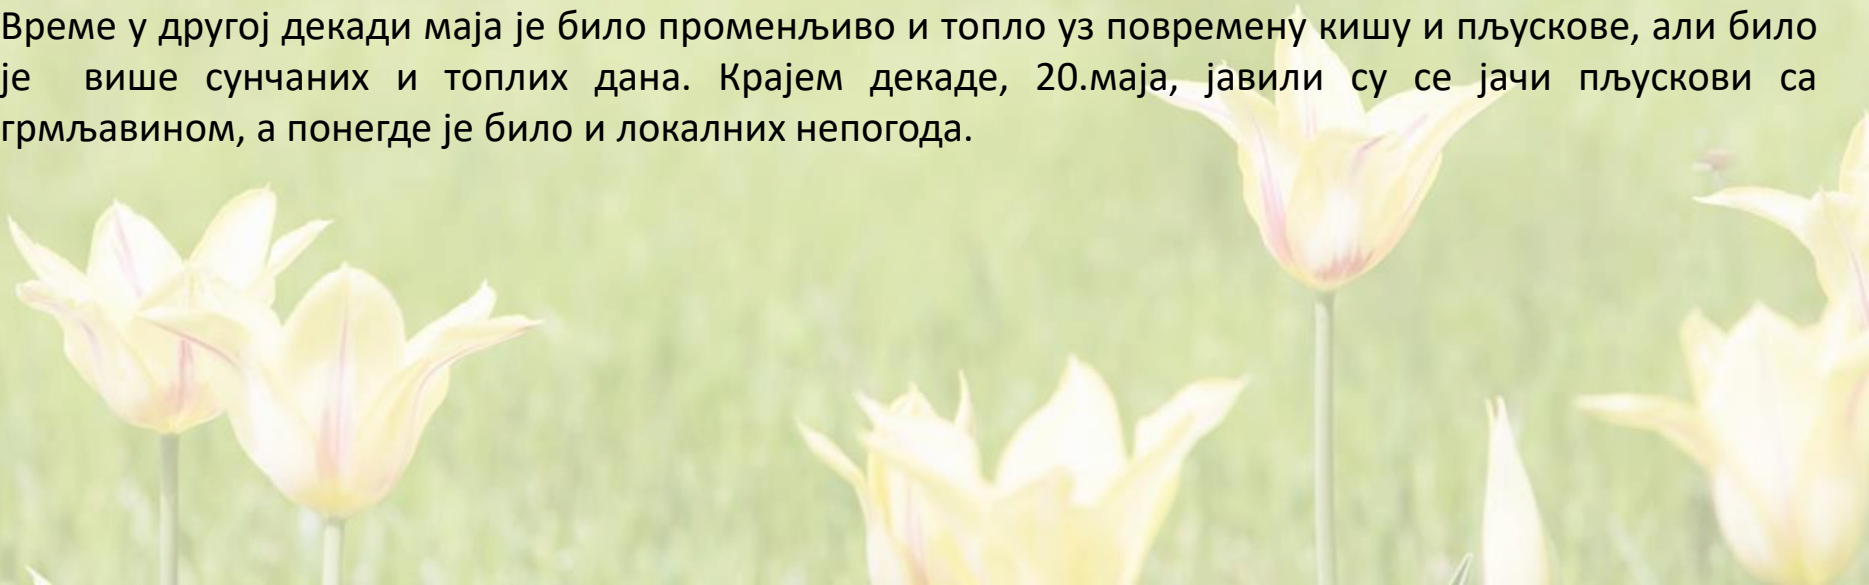 Време у другој декади маја је било променљиво и топло уз повремену кишу и пљускове, али било
је више сунчаних и топлих дана. Крајем декаде, 20.маја, јавили су се јачи пљускови са
грмљавином, а понегде је било и локалних непогода.